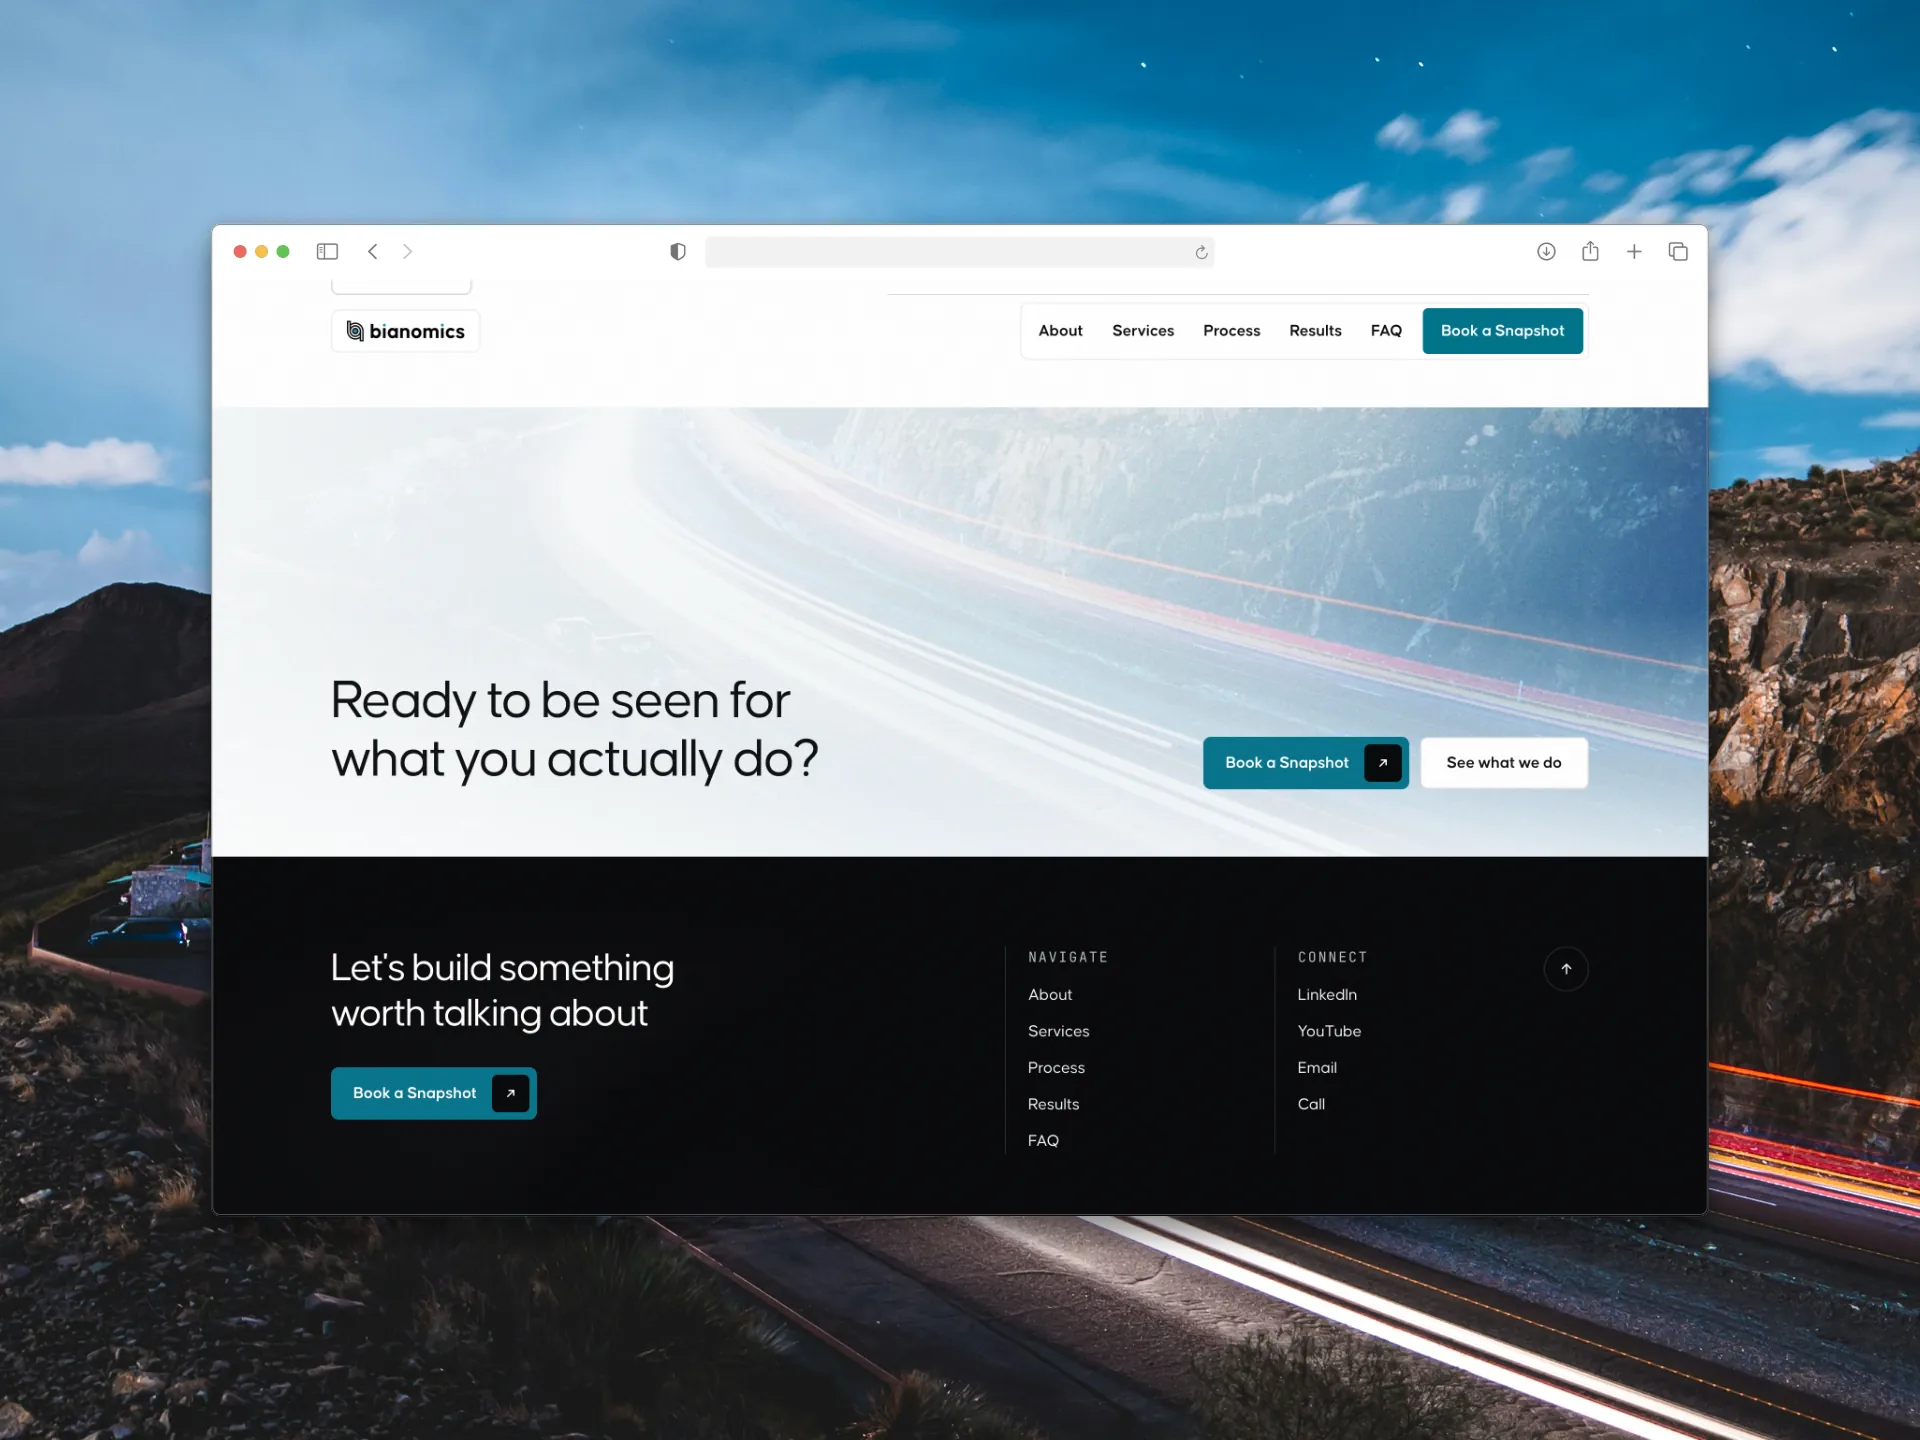 bianomics
About Services Process Results FAQ Book a Snapshot
Ready to be seen for
what you actually do?
Book a Snapshot
See what we do
Let's build something
worth talking about
Book a Snapshot
NAVIGATE
About
Services
Process
Results
FAQ
CONNECT
LinkedIn
YouTube
Email
Call